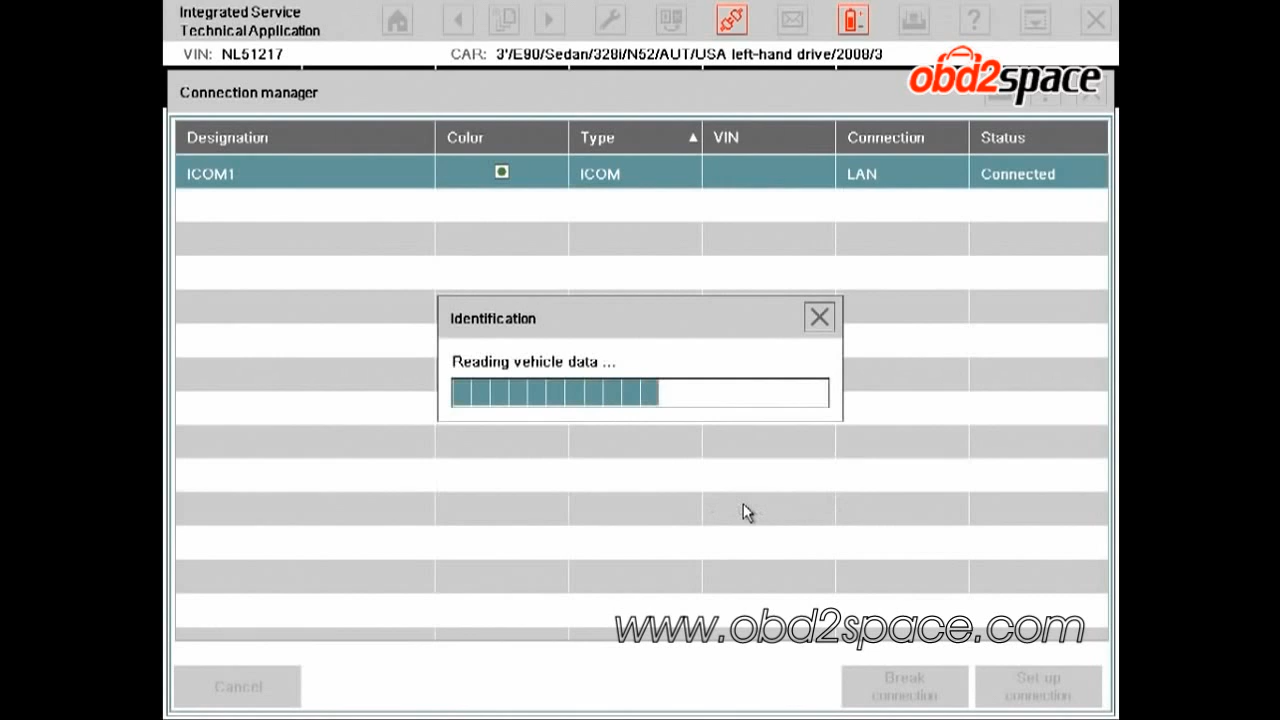 Integrated Service
Technical Application
VIN: NL51217 CAR: 3'/E90/Sedan/328i/N52/AUT/USA left-hand drive/2008/3
obd2space
Connection manager
Designation Color Type VIN Connection Status
ICOM1 ICOM LAN Connected
Identification
Reading vehicle data ...
www.obd2space.com
Cancel Break connection Set up connection